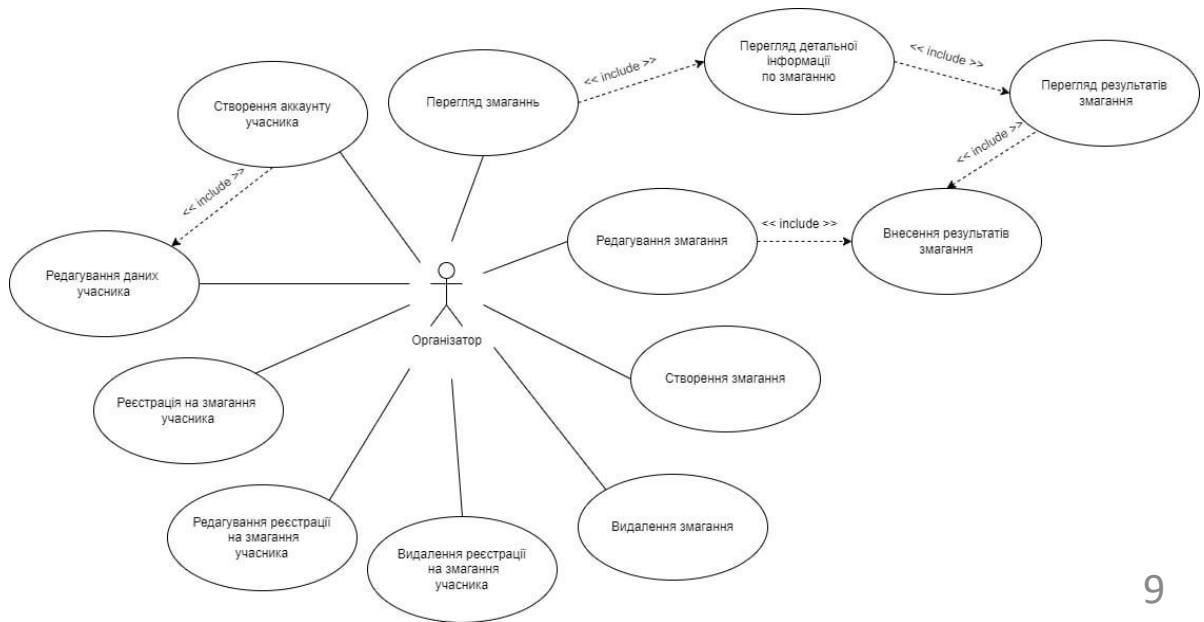 Перегляд детальної
інформації
по змаганню
<< include >>
<< include >>
Перегляд результатів
змагання
Створення аккаунту
учасника
Перегляд змаганнь
<< include >>
<< include >>
Редагування змагання
<< include >>
Внесення результатів
змагання
Редагування даних
учасника
Організатор
Створення змагання
Реєстрація на змагання
учасника
Редагування реєстрації
на змагання
учасника
Видалення реєстрації
на змагання
учасника
Видалення змагання
9